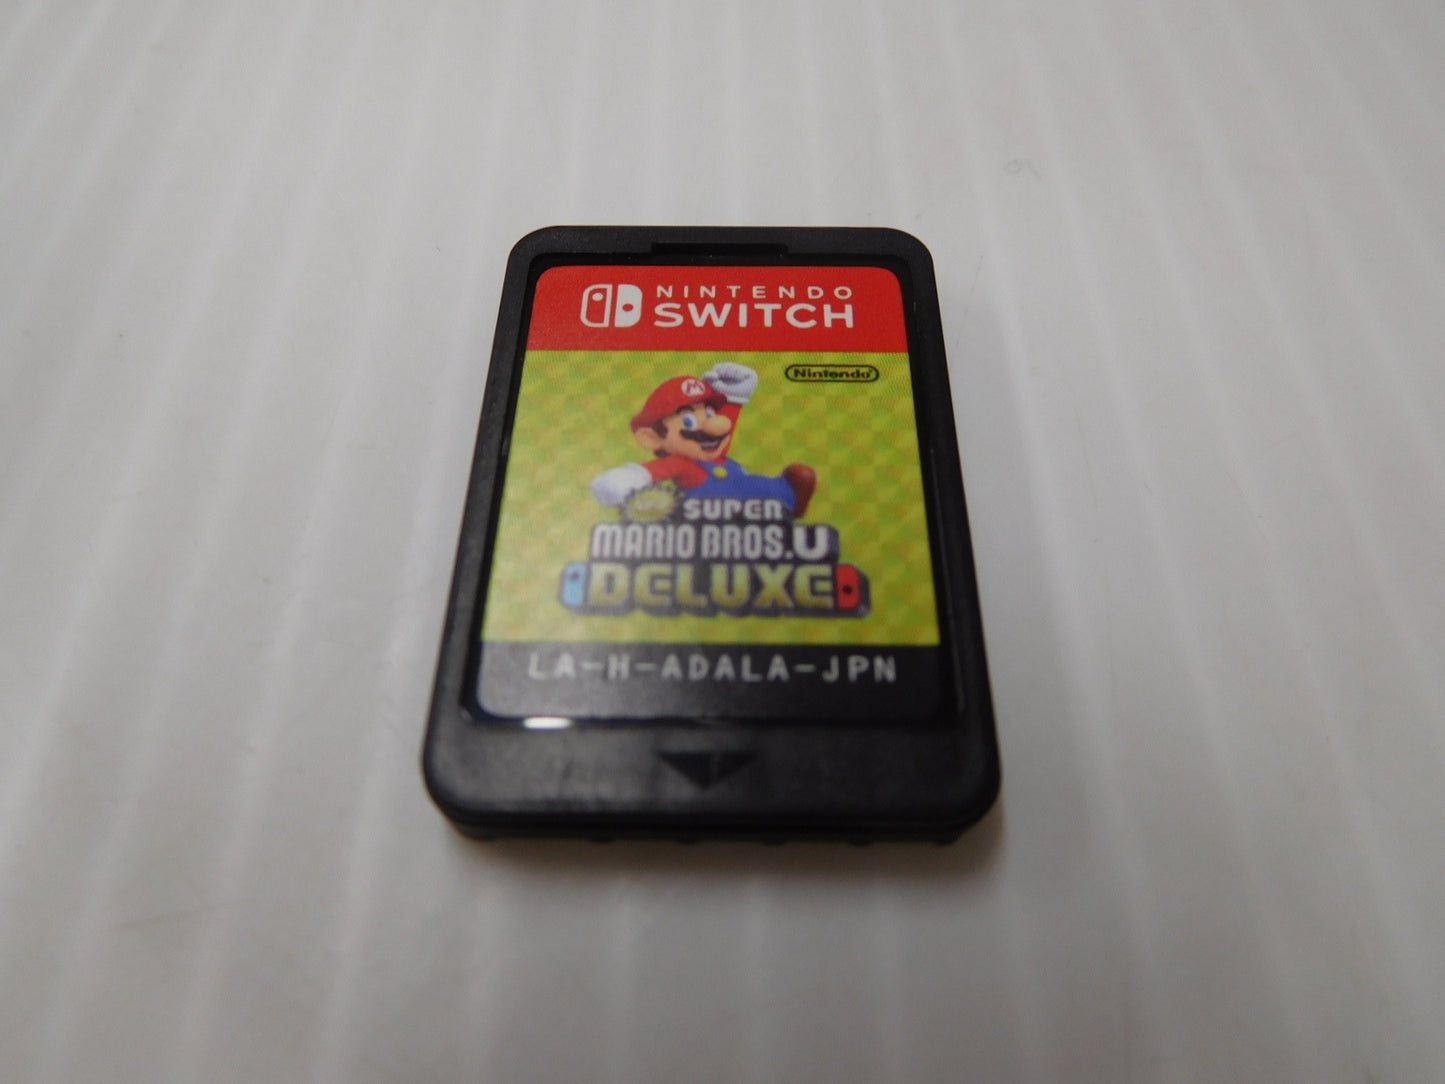 NINTENDO
SWITCH
Nintendo
M
SUPER
MARIO BROS.U
DELUXE
LA-H-ADALA-JPN